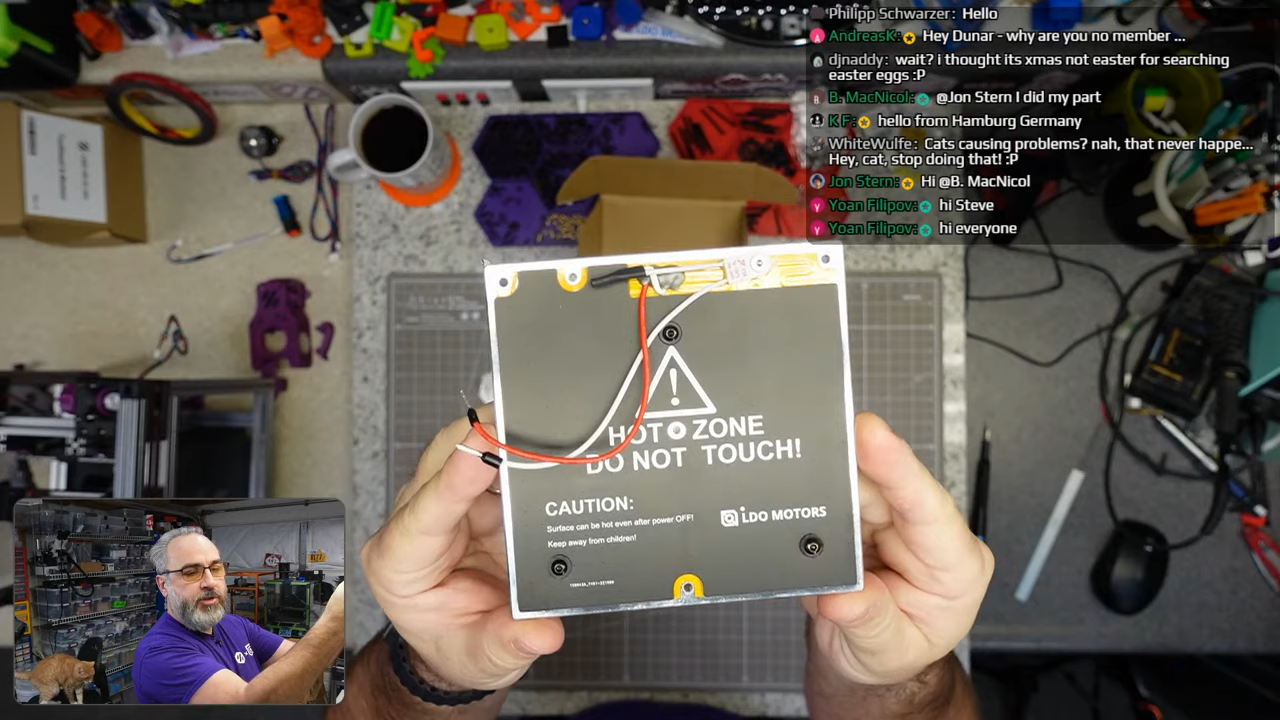 Philipp Schwarzer: Hello
AndreasK: Hey Dunar - why are you no member ...
djnaddy: wait? i thought its xmas not easter for searching
easter eggs :P
B. MacNicol: @Jon Stern I did my part
K F: hello from Hamburg Germany
WhiteWulfe: Cats causing problems? nah, that never happe...
Hey, cat, stop doing that! :P
Jon Stern: Hi @B. MacNicol
Yoan Filipov: hi Steve
Yoan Filipov: hi everyone
HOT ZONE
DO NOT TOUCH!
CAUTION:
Surface can be hot even after power OFF!
Keep away from children!
LDO MOTORS